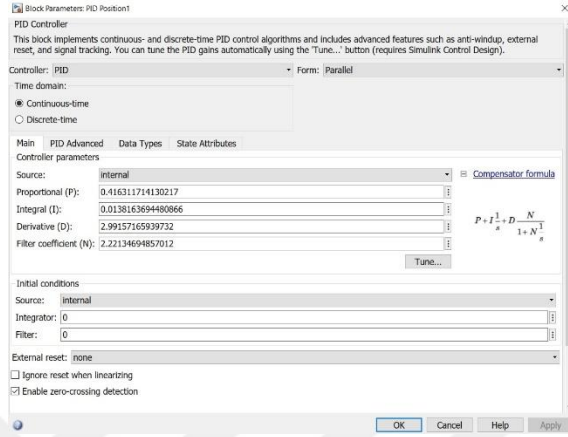 Block Parameters: PID Position1
PID Controller
This block implements continuous- and discrete-time PID control algorithms and includes advanced features such as anti-windup, external
reset, and signal tracking. You can tune the PID gains automatically using the 'Tune...' button (requires Simulink Control Design).
Controller: PID Form: Parallel
Time domain:
Continuous-time
Discrete-time
Main PID Advanced Data Types State Attributes
Controller parameters
Source: internal Compensator formula
Proportional (P): 0.416311714130217
Integral (I): 0.0138163694480866
Derivative (D): 2.99157165939732
Filter coefficient (N): 2.22134694857012
P+I 1/s +D N/(1+N 1/s)
Tune...
Initial conditions
Source: internal
Integrator: 0
Filter: 0
External reset: none
Ignore reset when linearizing
Enable zero-crossing detection
OK Cancel Help Apply